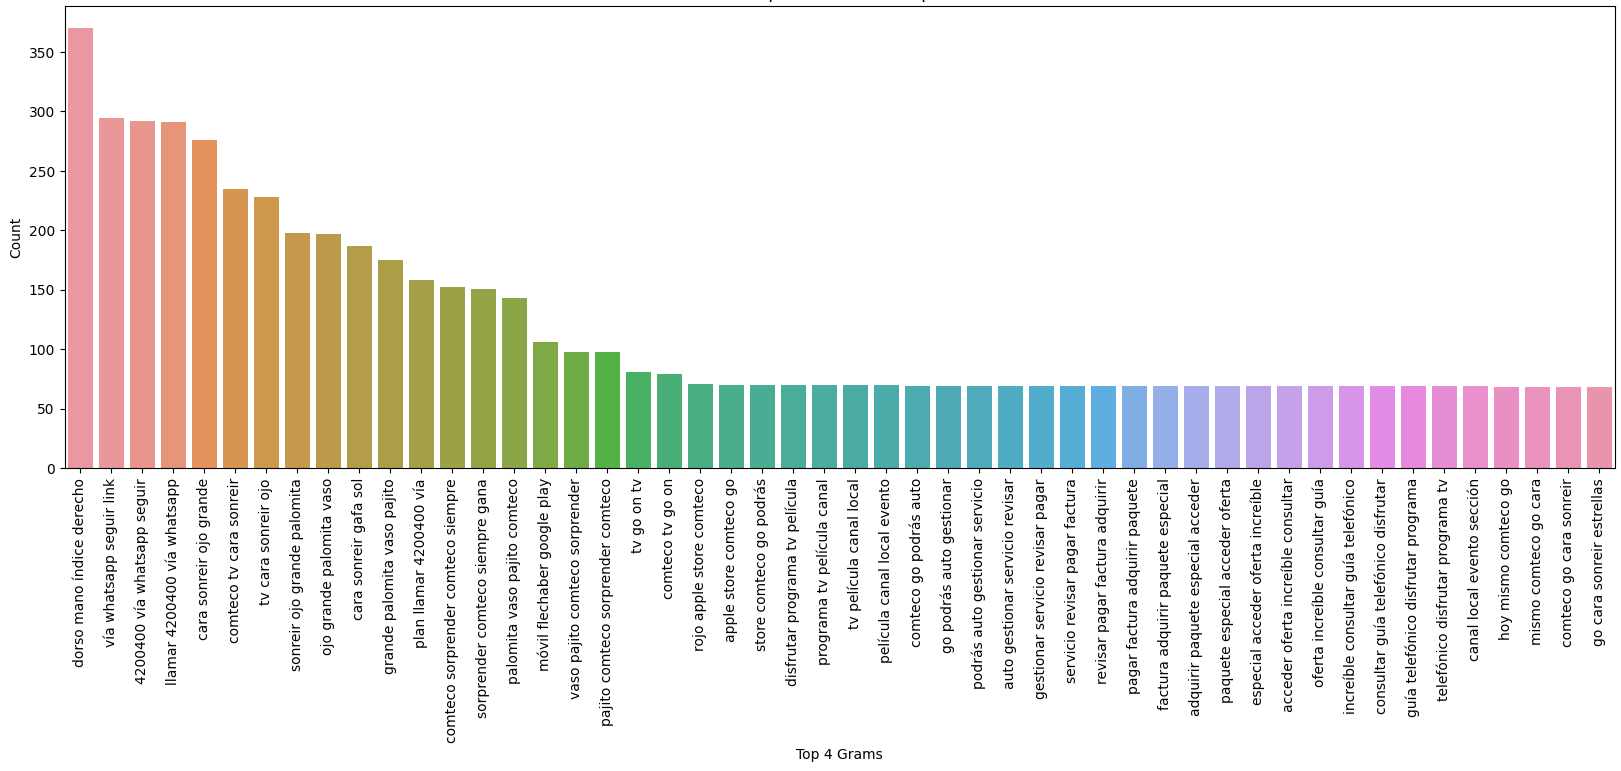 350
300
250
200
150
100
50
0
Count
dorso mano índice derecho
vía whatsapp seguir link
4200400 vía whatsapp seguir
llamar 4200400 vía whatsapp
cara sonreir ojo grande
comteco tv cara sonreir
tv cara sonreir ojo
sonreir ojo grande palomita
ojo grande palomita vaso
cara sonreir gafa sol
grande palomita vaso pajito
plan llamar 4200400 vía
comteco sorprender comteco siempre
sorprender comteco siempre gana
palomita vaso pajito comteco
móvil flechaber google play
vaso pajito comteco sorprender
pajito comteco sorprender comteco
tv go on tv
comteco tv go on
rojo apple store comteco
apple store comteco go
store comteco go podrás
disfrutar programa tv película
programa tv película canal
tv película canal local
película canal local evento
comteco go podrás auto
go podrás auto gestionar
podrás auto gestionar servicio
auto gestionar servicio revisar
gestionar servicio revisar pagar
servicio revisar pagar factura
revisar pagar factura adquirir
pagar factura adquirir paquete
factura adquirir paquete especial
adquirir paquete especial acceder
paquete especial acceder oferta
especial acceder oferta increíble
acceder oferta increíble consultar
oferta increíble consultar guía
increíble consultar guía telefónico
consultar guía telefónico disfrutar
guía telefónico disfrutar programa
telefónico disfrutar programa tv
canal local evento sección
hoy mismo comteco go
mismo comteco go cara
comteco go cara sonreir
go cara sonreir estrellas
Top 4 Grams